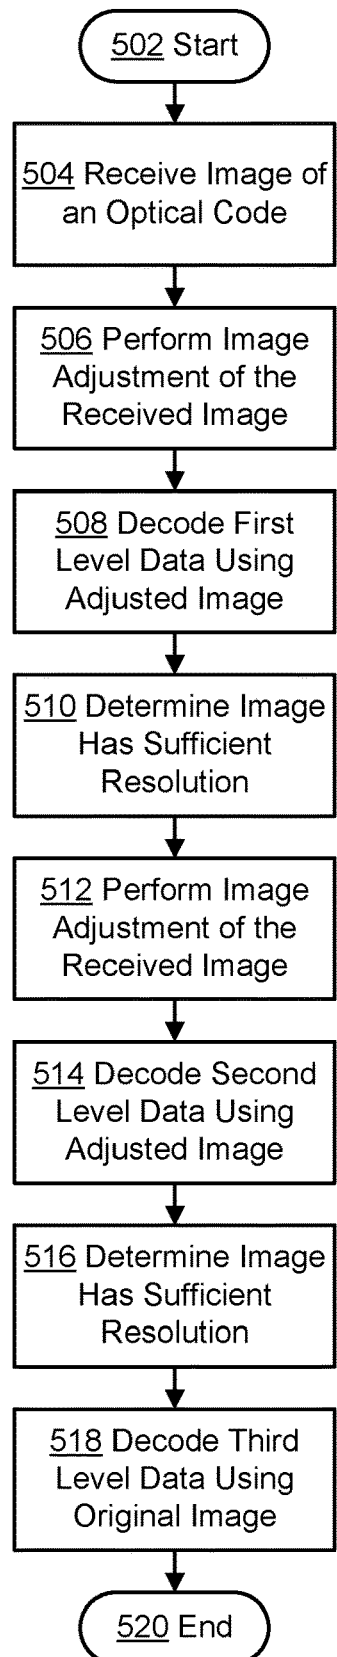 502 Start
504 Receive Image of
an Optical Code
506 Perform Image
Adjustment of the
Received Image
508 Decode First
Level Data Using
Adjusted Image
510 Determine Image
Has Sufficient
Resolution
512 Perform Image
Adjustment of the
Received Image
514 Decode Second
Level Data Using
Adjusted Image
516 Determine Image
Has Sufficient
Resolution
518 Decode Third
Level Data Using
Original Image
520 End